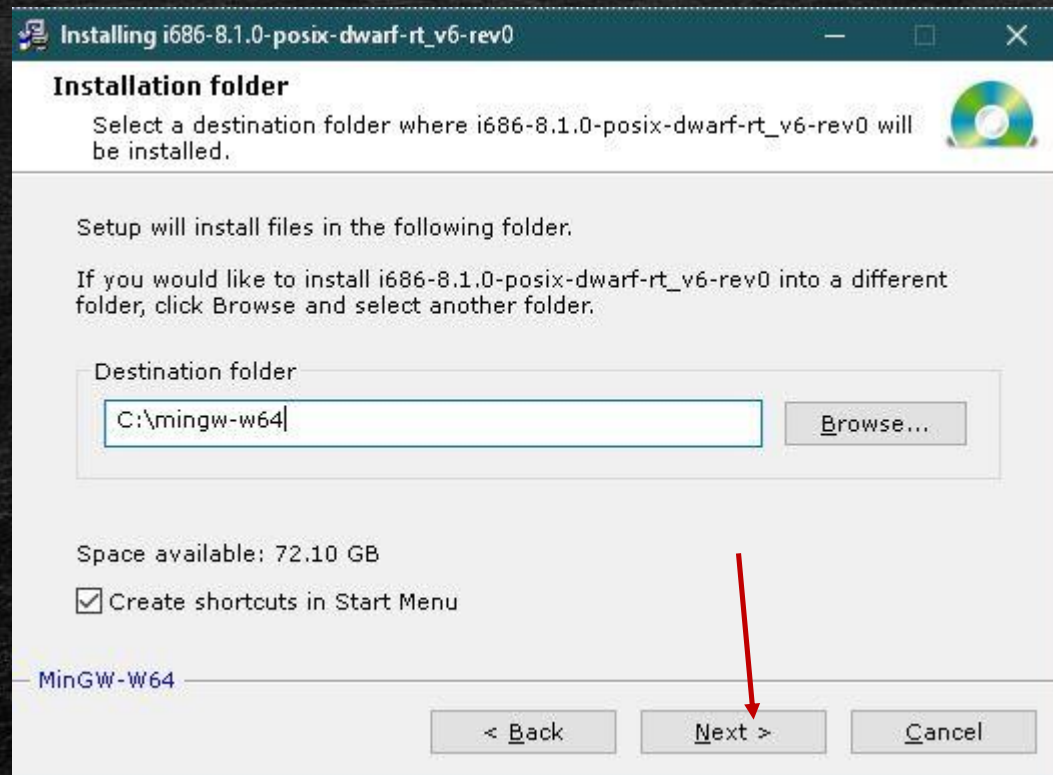 Installing i686-8.1.0-posix-dwarf-rt_v6-rev0
Installation folder
Select a destination folder where i686-8.1.0-posix-dwarf-rt_v6-rev0 will
be installed.
Setup will install files in the following folder.
If you would like to install i686-8.1.0-posix-dwarf-rt_v6-rev0 into a different
folder, click Browse and select another folder.
Destination folder
C:\mingw-w64
Browse...
Space available: 72.10 GB
Create shortcuts in Start Menu
MinGW-W64
< Back
Next >
Cancel